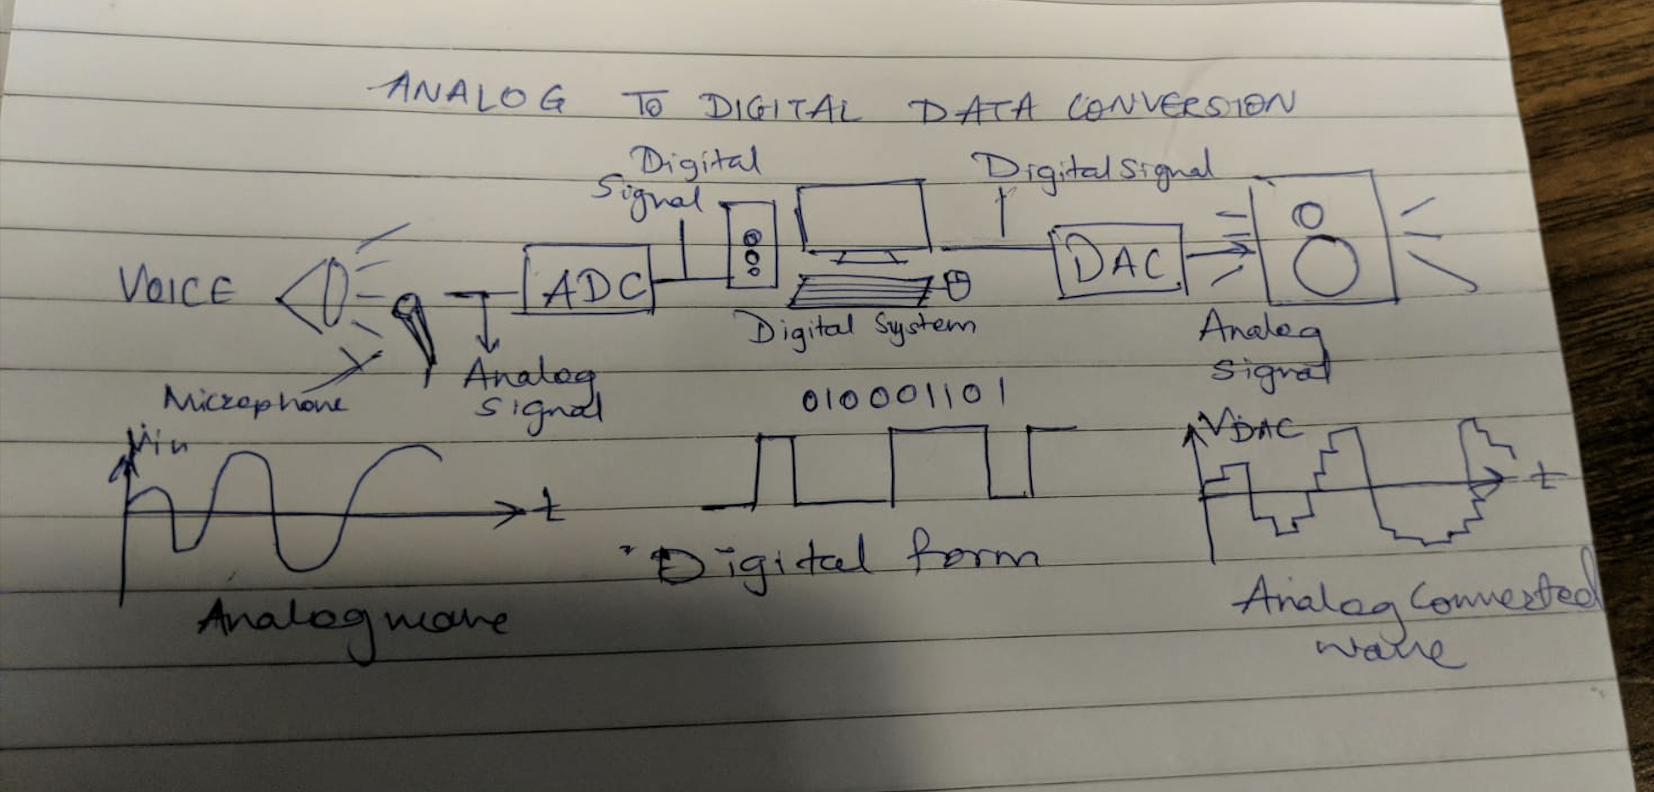 ANALOG TO DIGITAL DATA CONVERSION
Digital
Signal
Digital Signal
VOICE
ADC
DAC
Digital System
Microphone
Analog
Signal
Analog
Signal
010001101
Vin
t
VDAC
t
Digital form
Analog wave
Analog Converted
wave